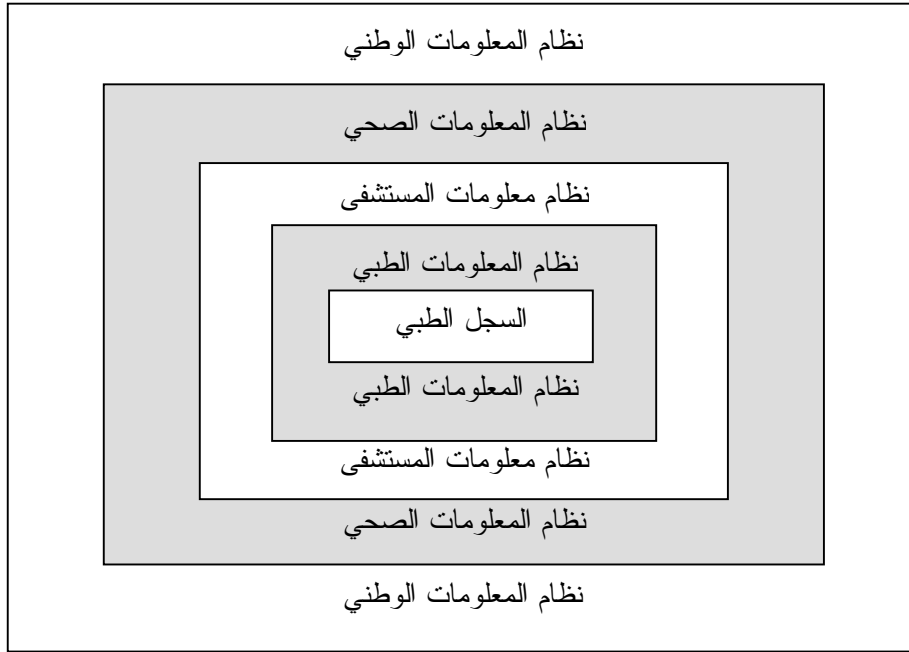 نظام المعلومات الوطني
نظام المعلومات الصحي
نظام معلومات المستشفى
نظام المعلومات الطبي
السجل الطبي
نظام المعلومات الطبي
نظام معلومات المستشفى
نظام المعلومات الصحي
نظام المعلومات الوطني